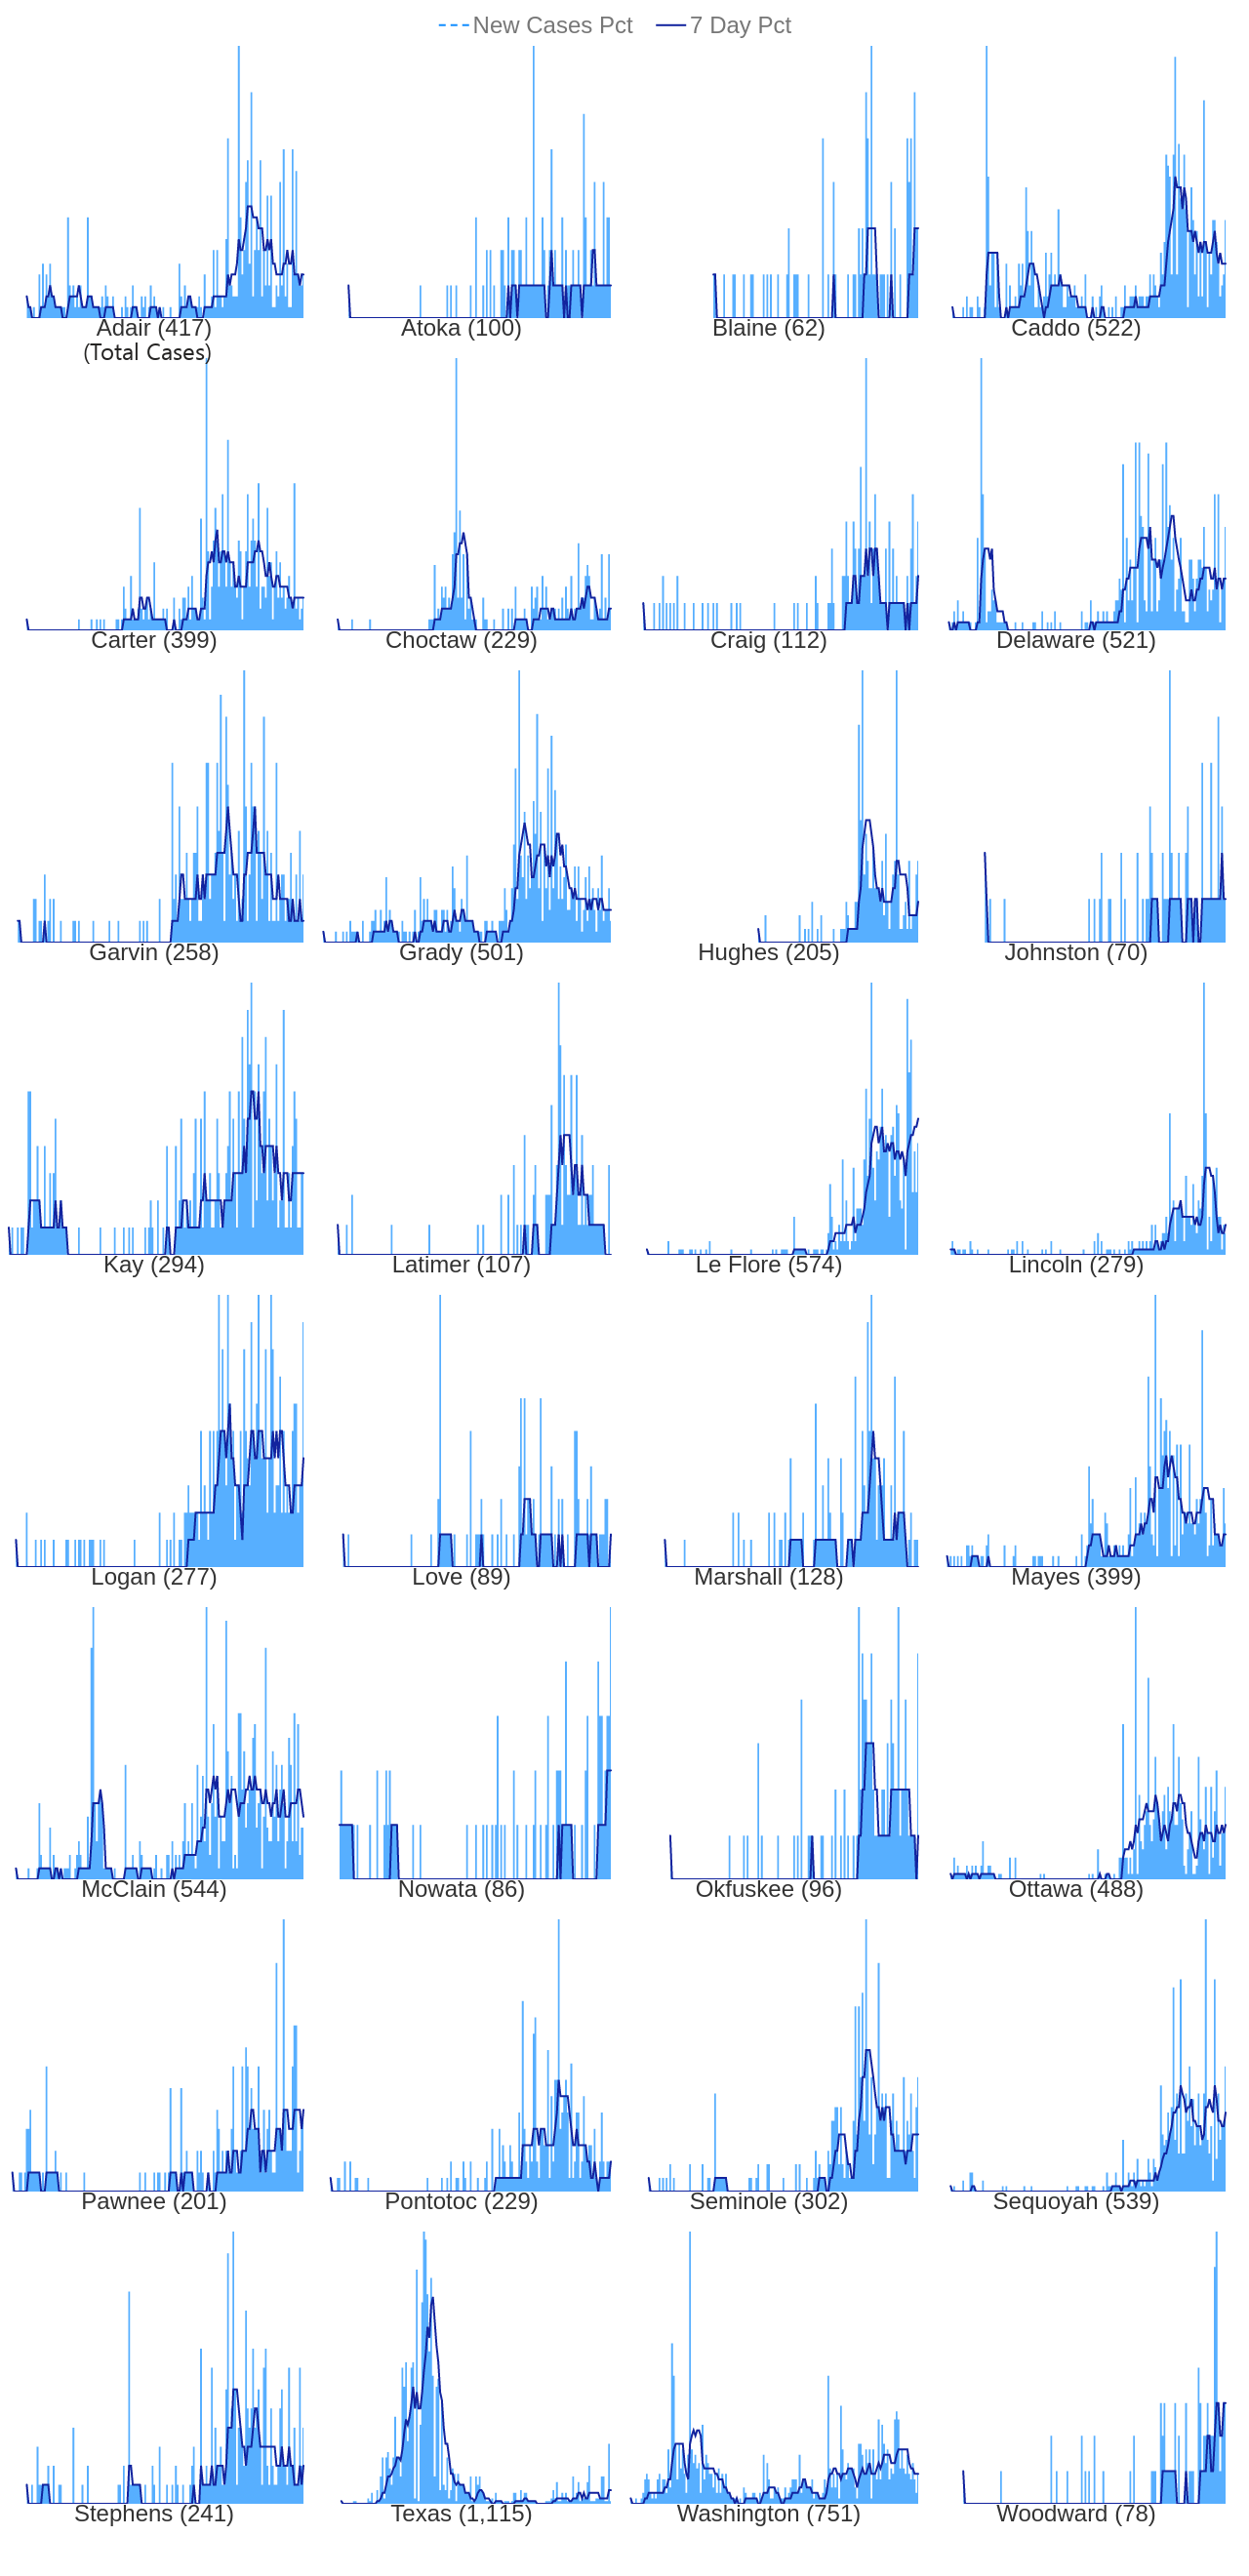 New Cases Pct 7 Day Pct
Adair (417) Atoka (100) Blaine (62) Caddo (522)
(Total Cases)
Carter (399) Choctaw (229) Craig (112) Delaware (521)
Garvin (258) Grady (501) Hughes (205) Johnston (70)
Kay (294) Latimer (107) Le Flore (574) Lincoln (279)
Logan (277) Love (89) Marshall (128) Mayes (399)
McClain (544) Nowata (86) Okfuskee (96) Ottawa (488)
Pawnee (201) Pontotoc (229) Seminole (302) Sequoyah (539)
Stephens (241) Texas (1,115) Washington (751) Woodward (78)